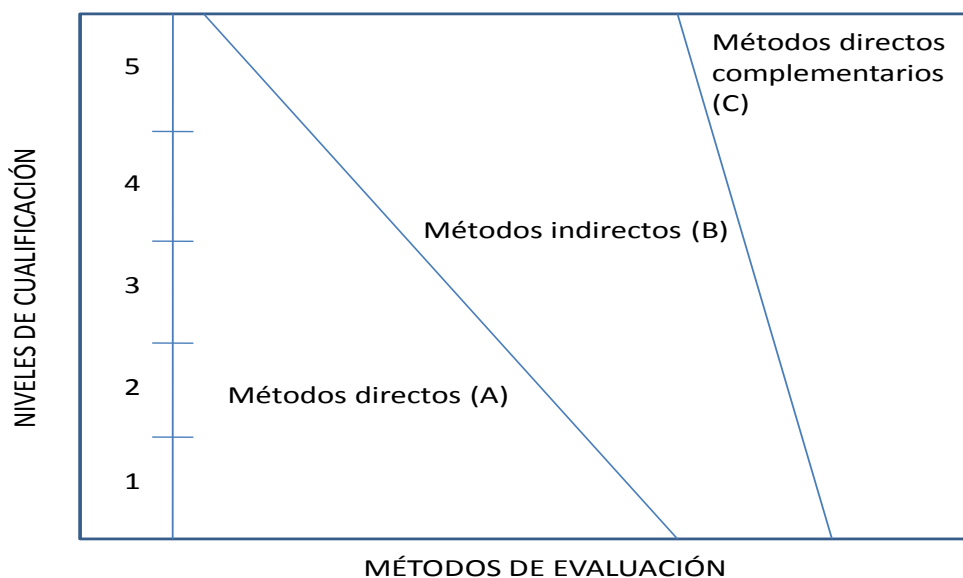 NIVELES DE CUALIFICACIÓN
5
4
3
2
1
Métodos directos
complementarios
(C)
Métodos indirectos (B)
Métodos directos (A)
MÉTODOS DE EVALUACIÓN